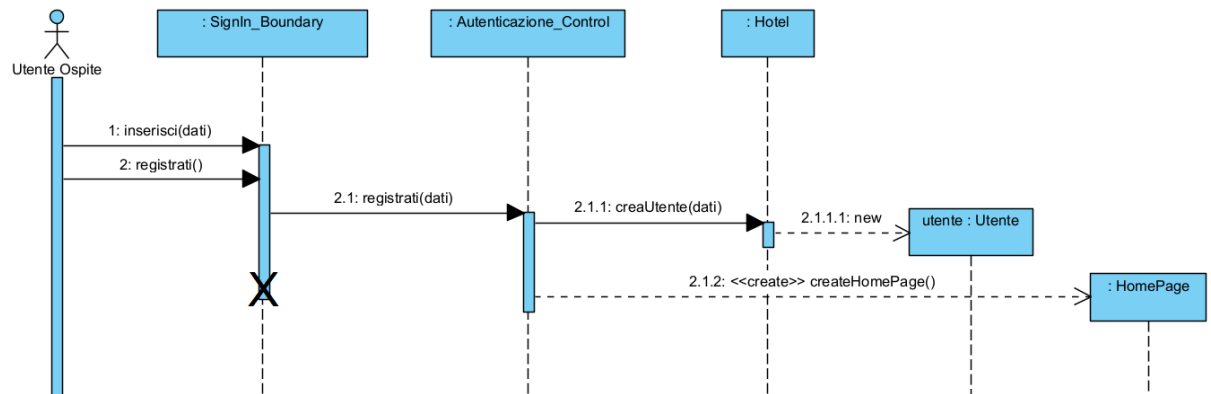 : SignIn_Boundary
: Autenticazione_Control
: Hotel
Utente Ospite
1: inserisci(dati)
2: registrati()
2.1: registrati(dati)
2.1.1: creaUtente(dati)
2.1.1.1: new
utente : Utente
2.1.2: <<create>> createHomePage()
: HomePage